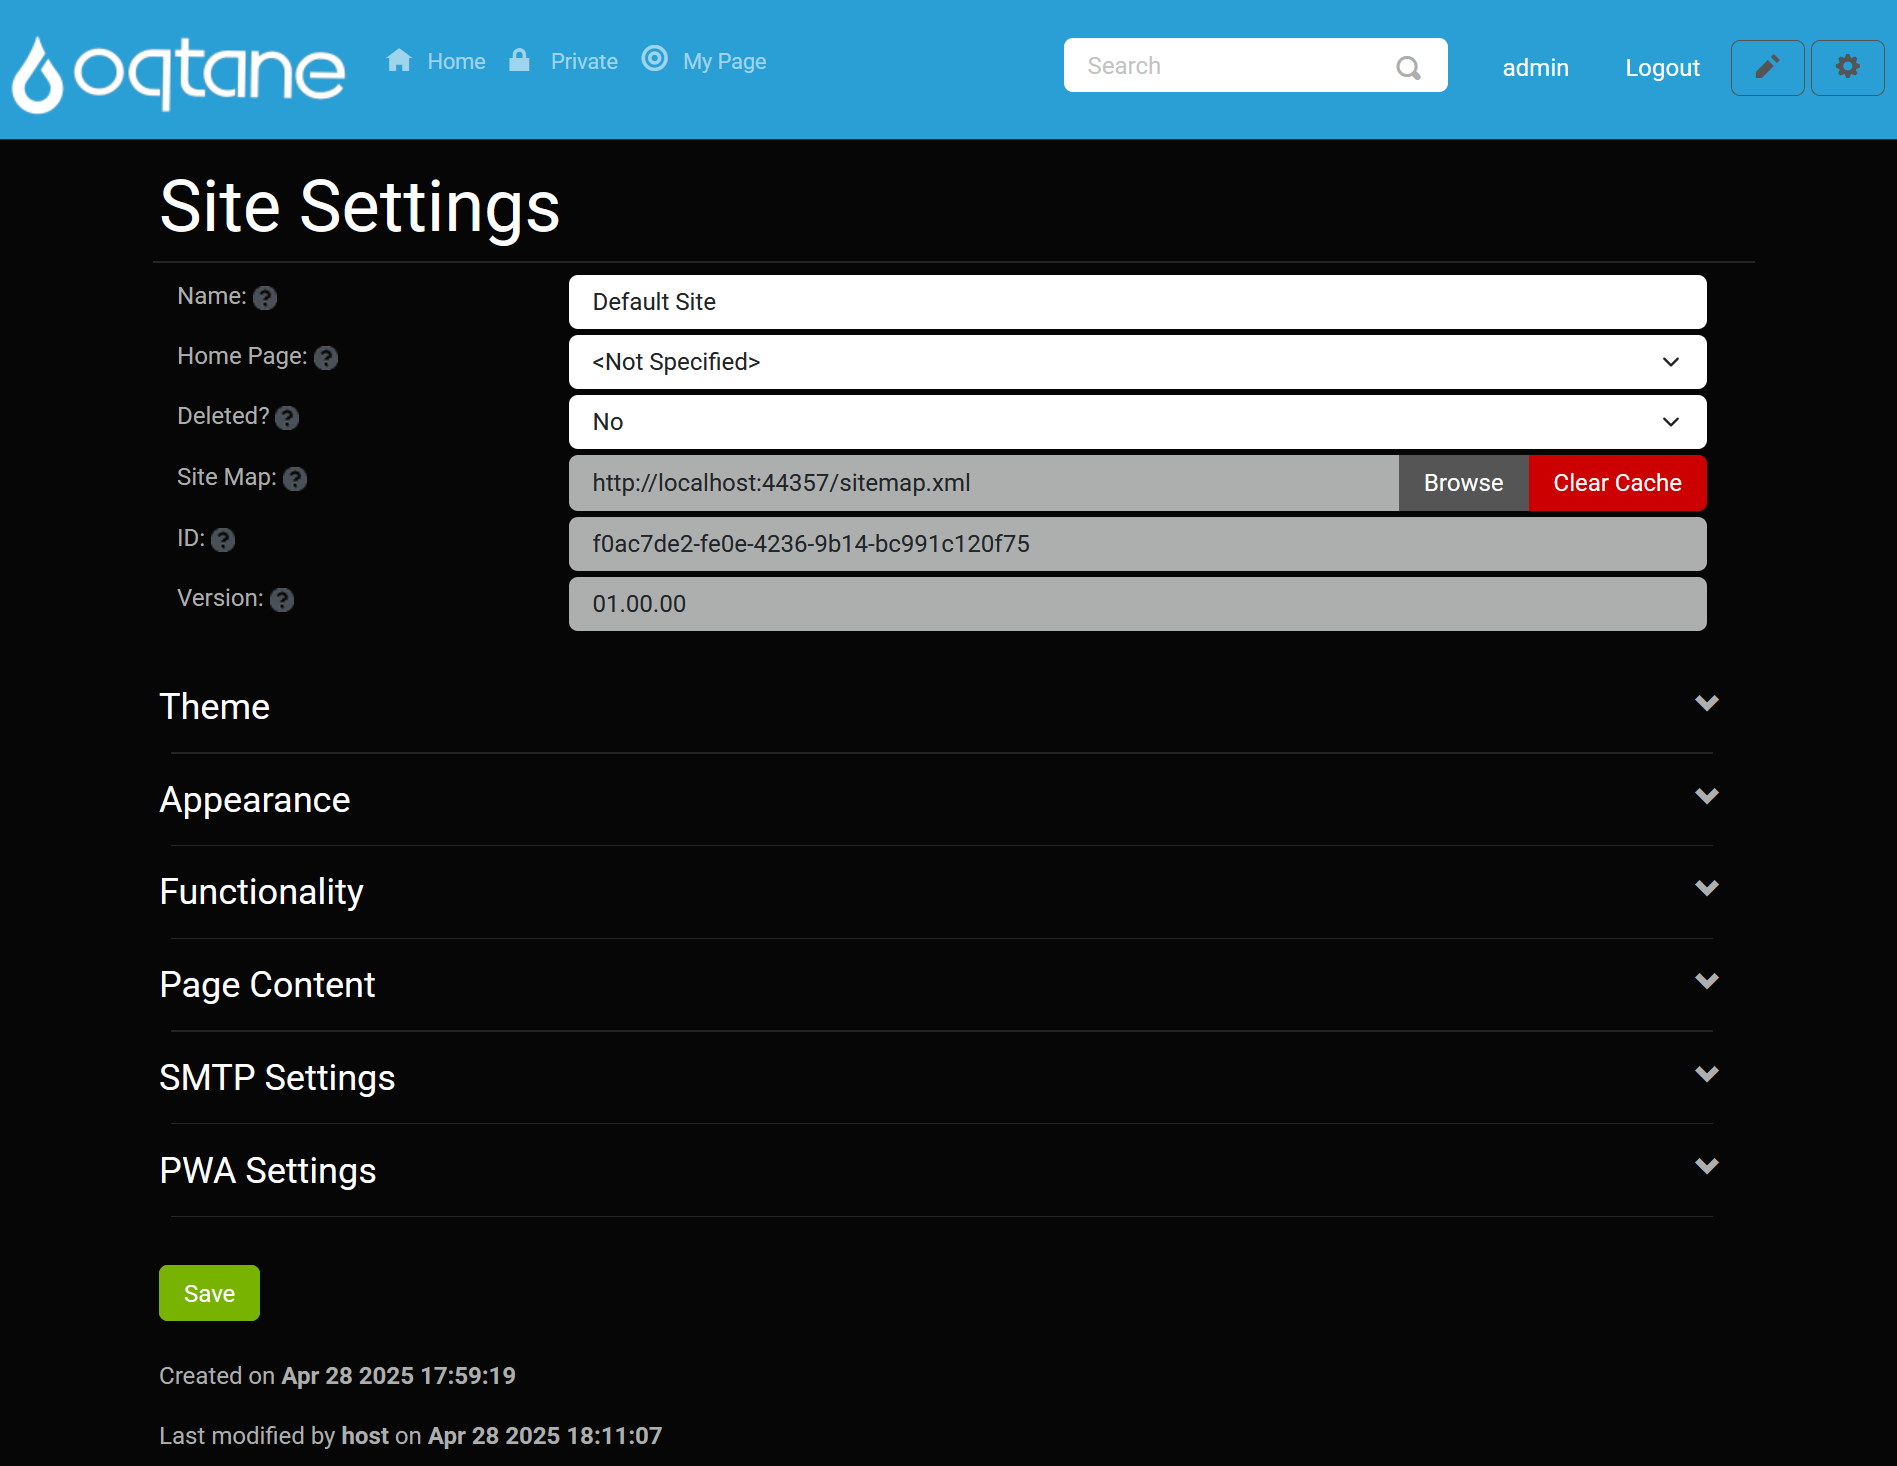 oqtane
Home Private My Page
Search
admin Logout
Site Settings
Name: Default Site
Home Page: <Not Specified>
Deleted? No
Site Map: http://localhost:44357/sitemap.xml Browse Clear Cache
ID: f0ac7de2-fe0e-4236-9b14-bc991c120f75
Version: 01.00.00
Theme
Appearance
Functionality
Page Content
SMTP Settings
PWA Settings
Save
Created on Apr 28 2025 17:59:19
Last modified by host on Apr 28 2025 18:11:07